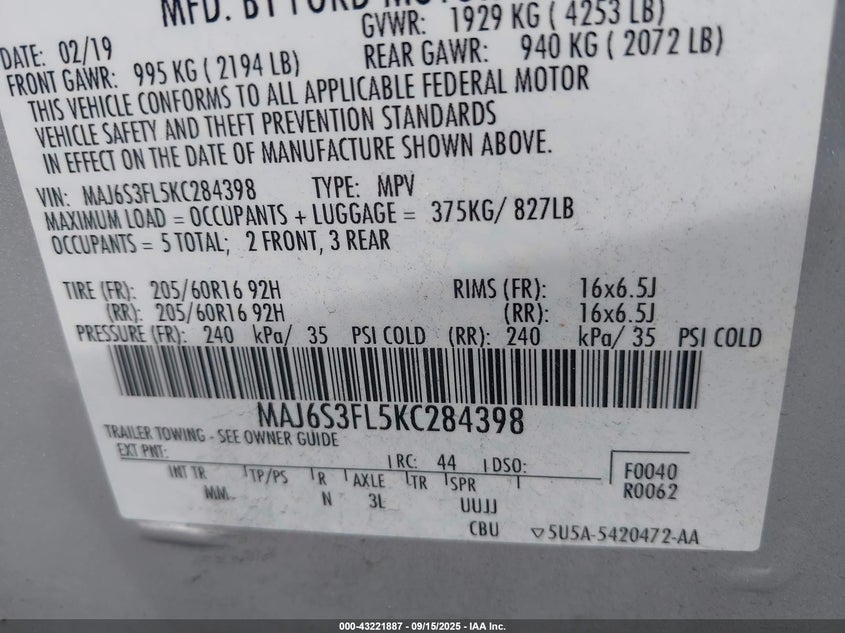 MFD. BY FORD MOTOR
GVWR: 1929 KG ( 4253 LB)
DATE: 02/19
REAR GAWR: 940 KG ( 2072 LB)
FRONT GAWR: 995 KG ( 2194 LB)
THIS VEHICLE CONFORMS TO ALL APPLICABLE FEDERAL MOTOR
VEHICLE SAFETY AND THEFT PREVENTION STANDARDS
IN EFFECT ON THE DATE OF MANUFACTURE SHOWN ABOVE.
VIN: MAJ6S3FL5KC284398 TYPE: MPV
MAXIMUM LOAD = OCCUPANTS + LUGGAGE = 375KG/ 827LB
OCCUPANTS = 5 TOTAL; 2 FRONT, 3 REAR
TIRE (FR): 205/60R16 92H RIMS (FR): 16x6.5J
(RR): 205/60R16 92H (RR): 16x6.5J
PRESSURE (FR): 240 kPa/ 35 PSI COLD (RR): 240 kPa/ 35 PSI COLD
MAJ6S3FL5KC284398
TRAILER TOWING - SEE OWNER GUIDE
EXT PNT: RC: 44 DSO: F0040
INT TR TP/PS R AXLE TR SPR R0062
MM N 3L UUJJ
CBU ▽5U5A-5420472-AA
000-43221887 - 09/15/2025 - IAA Inc.